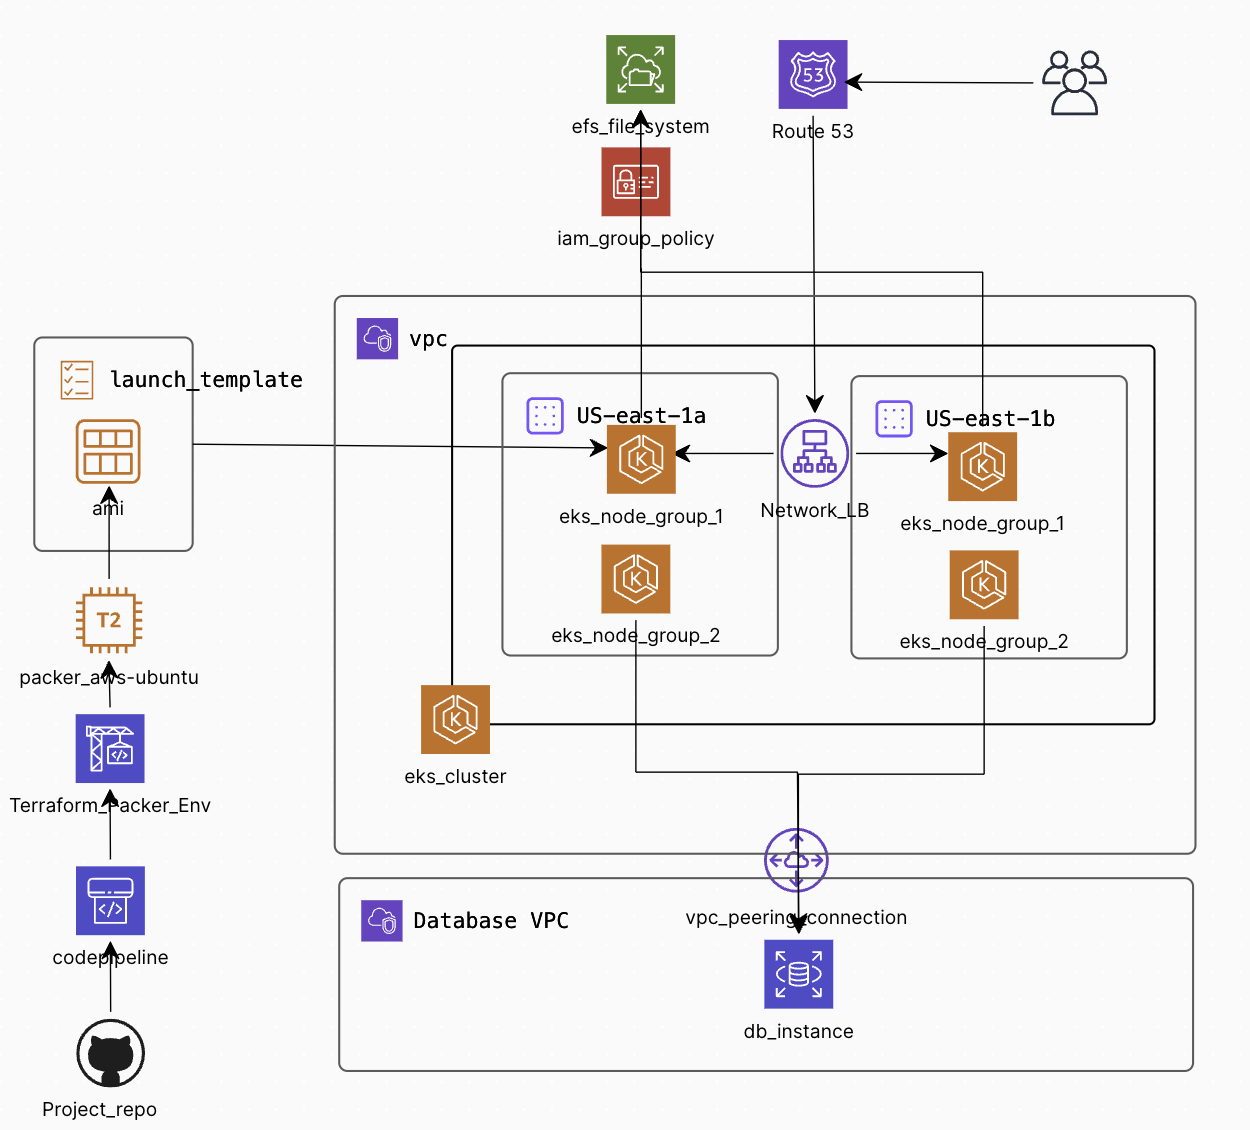 efs_file_system
53
Route 53
iam_group_policy
vpc
launch_template
ami
US-east-1a
US-east-1b
K
eks_node_group_1
Network_LB
K
eks_node_group_1
K
eks_node_group_2
K
eks_node_group_2
T2
packer_aws-ubuntu
K
eks_cluster
</>
Terraform_Packer_Env
</>
codepipeline
vpc_peering_connection
Database VPC
db_instance
Project_repo